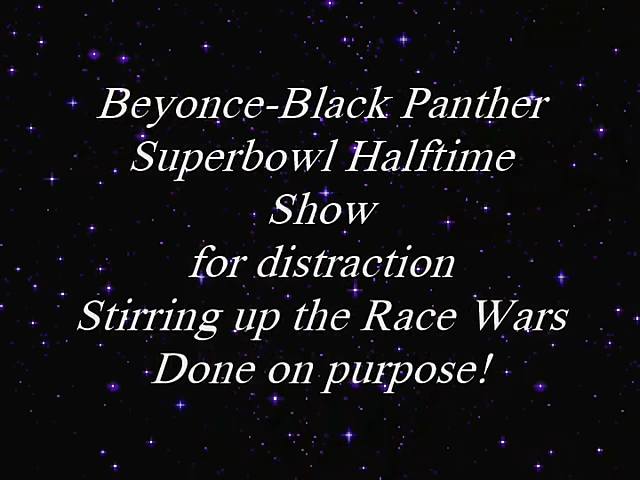 Beyonce-Black Panther
Superbowl Halftime
Show
for distraction
Stirring up the Race Wars
Done on purpose!